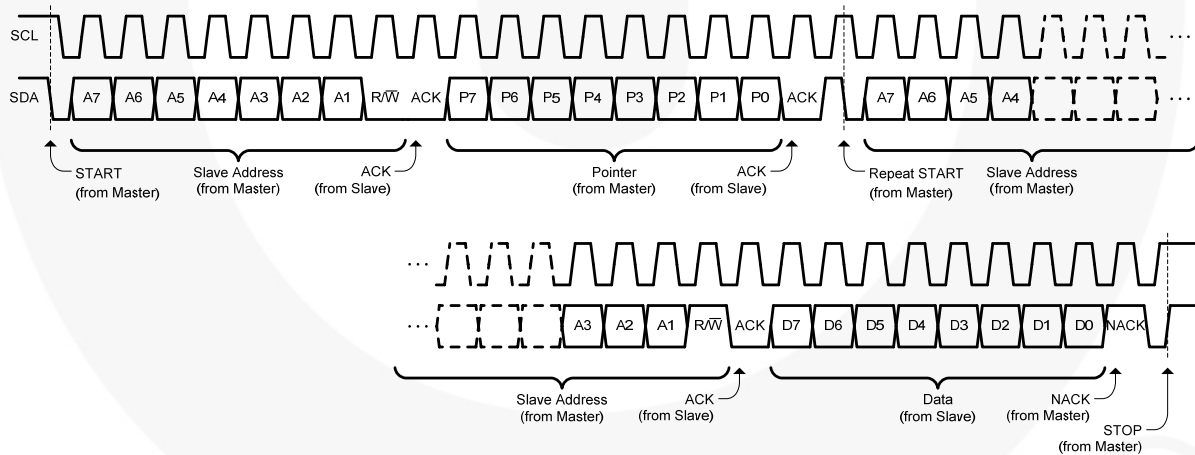 SCL ...
SDA A7 A6 A5 A4 A3 A2 A1 R/W̅ ACK P7 P6 P5 P4 P3 P2 P1 P0 ACK A7 A6 A5 A4 ...
START
(from Master)
Slave Address
(from Master)
ACK
(from Slave)
Pointer
(from Master)
ACK
(from Slave)
Repeat START
(from Master)
Slave Address
(from Master)
...
... A3 A2 A1 R/W̅ ACK D7 D6 D5 D4 D3 D2 D1 D0 NACK
Slave Address
(from Master)
ACK
(from Slave)
Data
(from Slave)
NACK
(from Master)
STOP
(from Master)